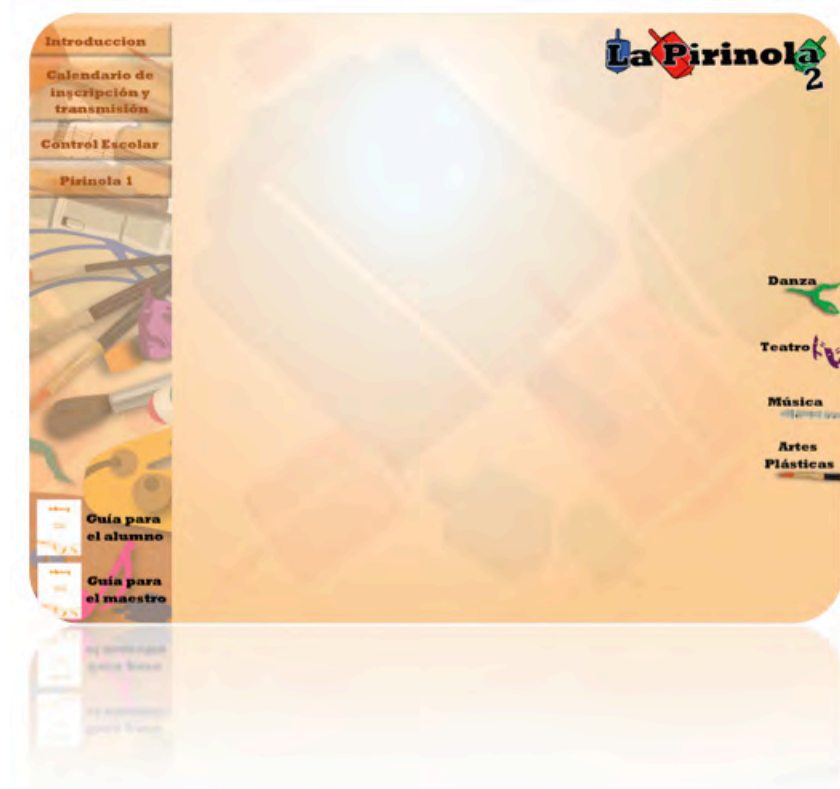 Introduccion
Calendario de
inscripción y
transmisión
Control Escolar
Pirinola 1
Guía para
el alumno
Guía para
el maestro
La Pirinola
2
Danza
Teatro
Música
Artes
Plásticas